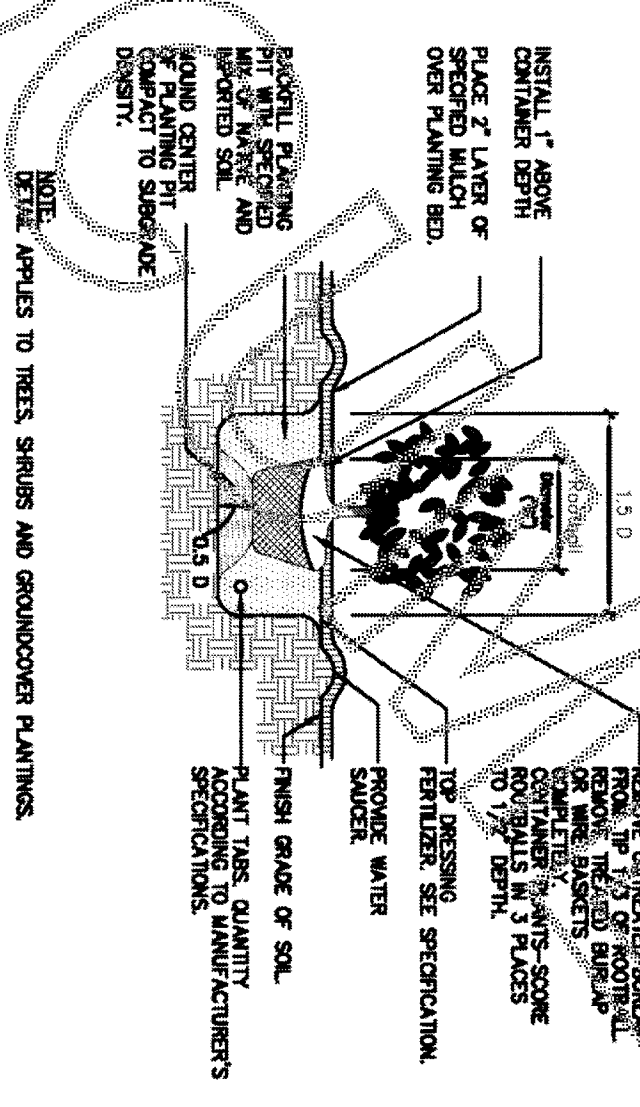 INSTALL 1" ABOVE
CONTAINER DEPTH
PLACE 2" LAYER OF
SPECIFIED MULCH
OVER PLANTING BED.
BACKFILL PLANTING
PIT WITH SPECIFIED
MIX OF NATIVE AND
IMPORTED SOIL.
MOUND CENTER
OF PLANTING PIT
COMPACT TO SUBGRADE
DENSITY.
1.5 D
Rootball
Diameter
("D")
0.5 D
FROM TOP 1/3 OF ROOTBALL.
REMOVE TREATED BURLAP
OR WIRE BASKETS
COMPLETELY.
CONTAINER PLANTS-SCORE
ROOTBALLS IN 3 PLACES
TO 1/2" DEPTH.
TOP DRESSING
FERTILIZER. SEE SPECIFICATION.
PROVIDE WATER
SAUCER.
FINISH GRADE OF SOIL.
PLANT TABS. QUANTITY
ACCORDING TO MANUFACTURER'S
SPECIFICATIONS.
NOTE:
DETAIL APPLIES TO TREES, SHRUBS AND GROUNDCOVER PLANTINGS.